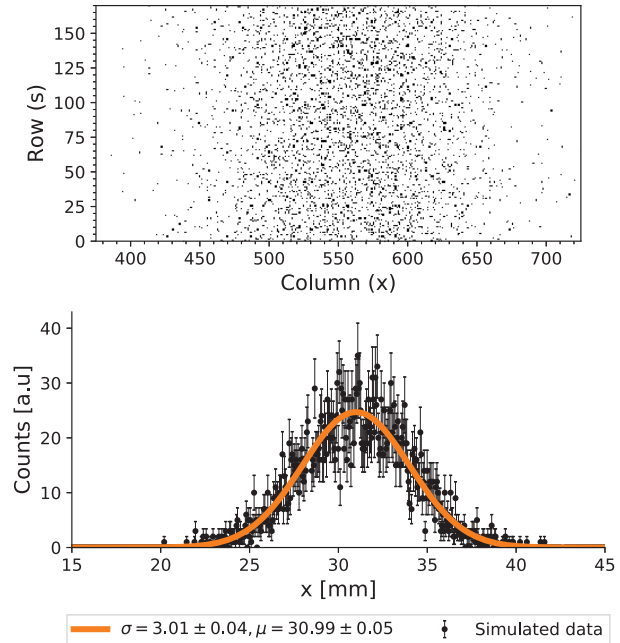 Row (s)
150
125
100
75
50
25
0
400 450 500 550 600 650 700
Column (x)
Counts [a.u]
40
30
20
10
0
15 20 25 30 35 40 45
x [mm]
σ = 3.01 ± 0.04, μ = 30.99 ± 0.05 Simulated data